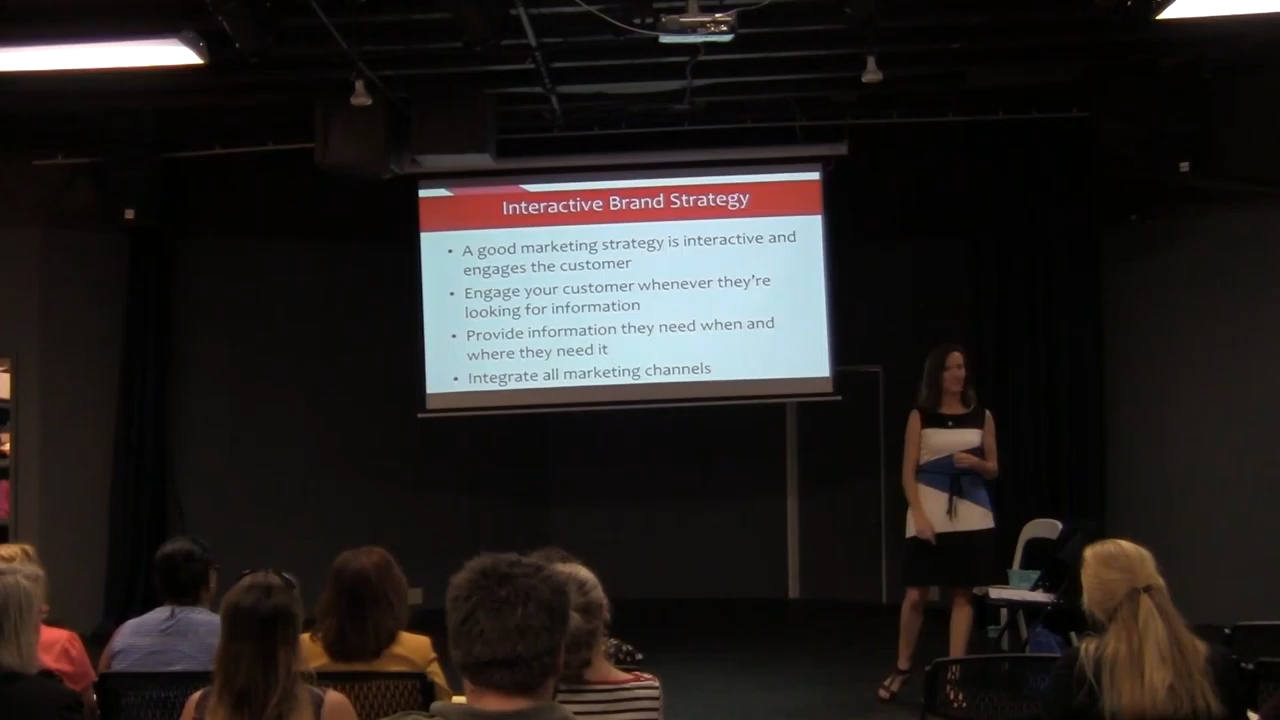 Interactive Brand Strategy
• A good marketing strategy is interactive and
engages the customer
• Engage your customer whenever they're
looking for information
• Provide information they need when and
where they need it
• Integrate all marketing channels